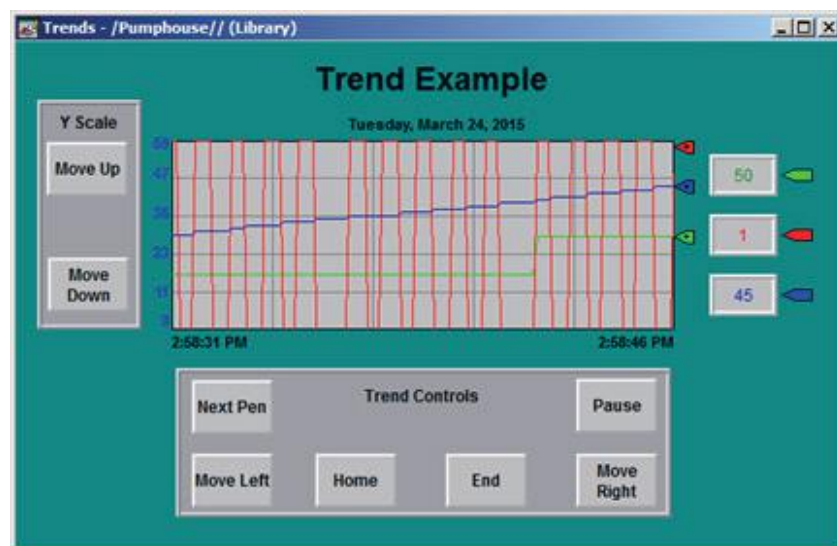 Trends - /Pumphouse// (Library)
Trend Example
Y Scale
Tuesday, March 24, 2015
Move Up
Move
Down
47
35
23
11
50
1
45
2:58:31 PM
2:58:46 PM
Trend Controls
Next Pen
Pause
Move Left
Home
End
Move
Right